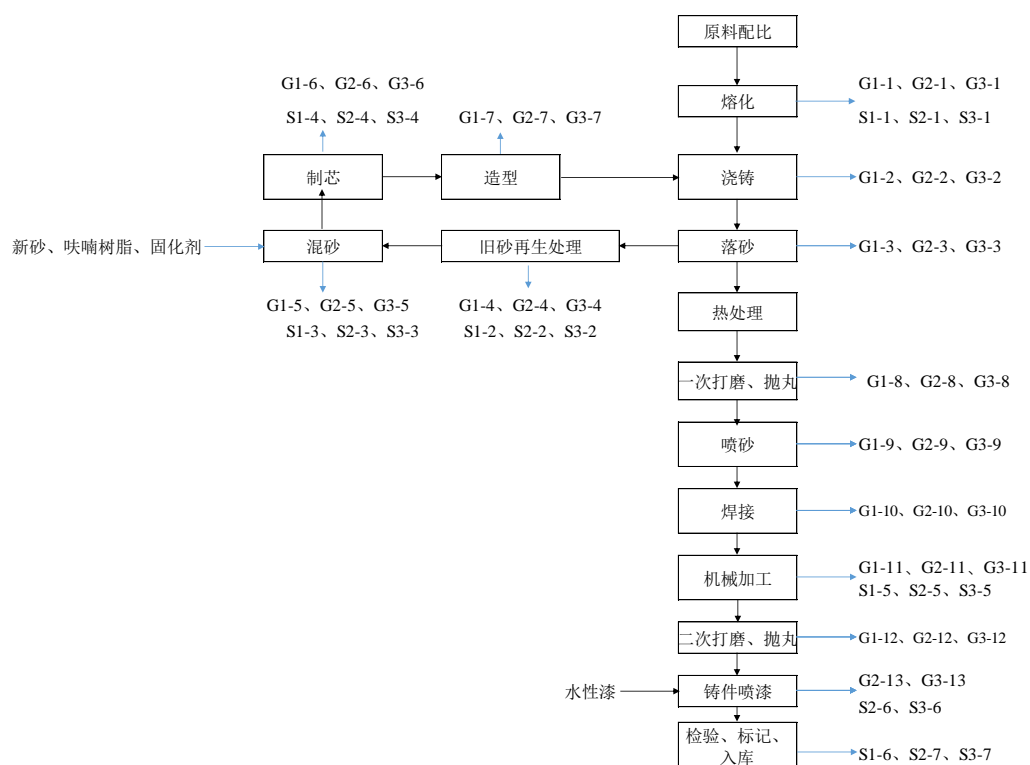 原料配比
G1-6、G2-6、G3-6
S1-4、S2-4、S3-4
G1-7、G2-7、G3-7
熔化
G1-1、G2-1、G3-1
S1-1、S2-1、S3-1
制芯
造型
浇铸
G1-2、G2-2、G3-2
新砂、呋喃树脂、固化剂
混砂
旧砂再生处理
落砂
G1-3、G2-3、G3-3
G1-5、G2-5、G3-5
S1-3、S2-3、S3-3
G1-4、G2-4、G3-4
S1-2、S2-2、S3-2
热处理
一次打磨、抛丸
G1-8、G2-8、G3-8
喷砂
G1-9、G2-9、G3-9
焊接
G1-10、G2-10、G3-10
机械加工
G1-11、G2-11、G3-11
S1-5、S2-5、S3-5
二次打磨、抛丸
G1-12、G2-12、G3-12
水性漆
铸件喷漆
G2-13、G3-13
S2-6、S3-6
检验、标记、
入库
S1-6、S2-7、S3-7